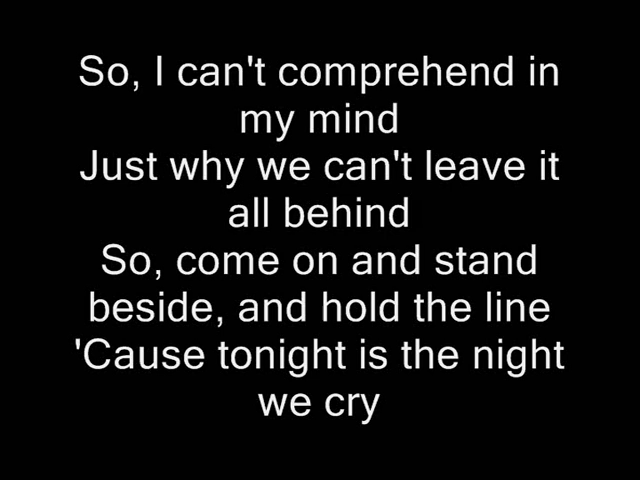 So, I can't comprehend in
my mind
Just why we can't leave it
all behind
So, come on and stand
beside, and hold the line
'Cause tonight is the night
we cry